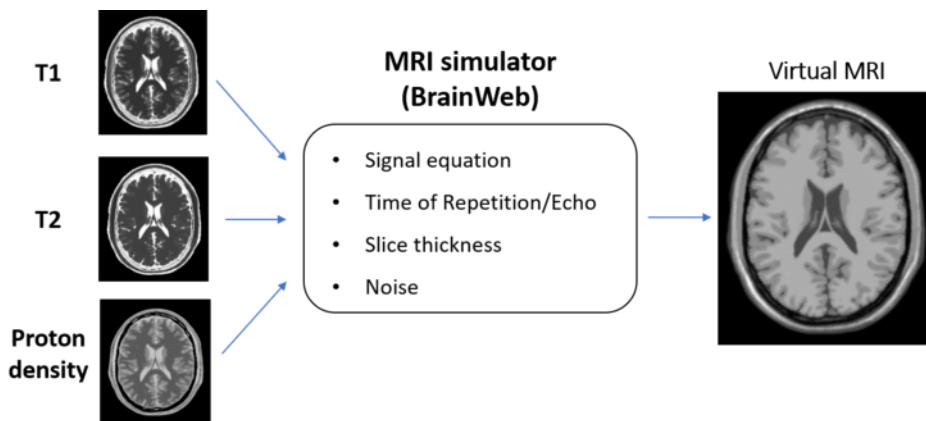 T1
T2
Proton
density
MRI simulator
(BrainWeb)
• Signal equation
• Time of Repetition/Echo
• Slice thickness
• Noise
Virtual MRI